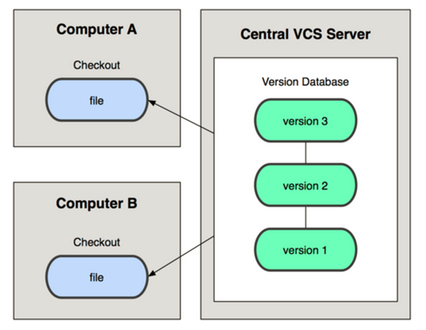 Computer A
Checkout
file
Computer B
Checkout
file
Central VCS Server
Version Database
version 3
version 2
version 1